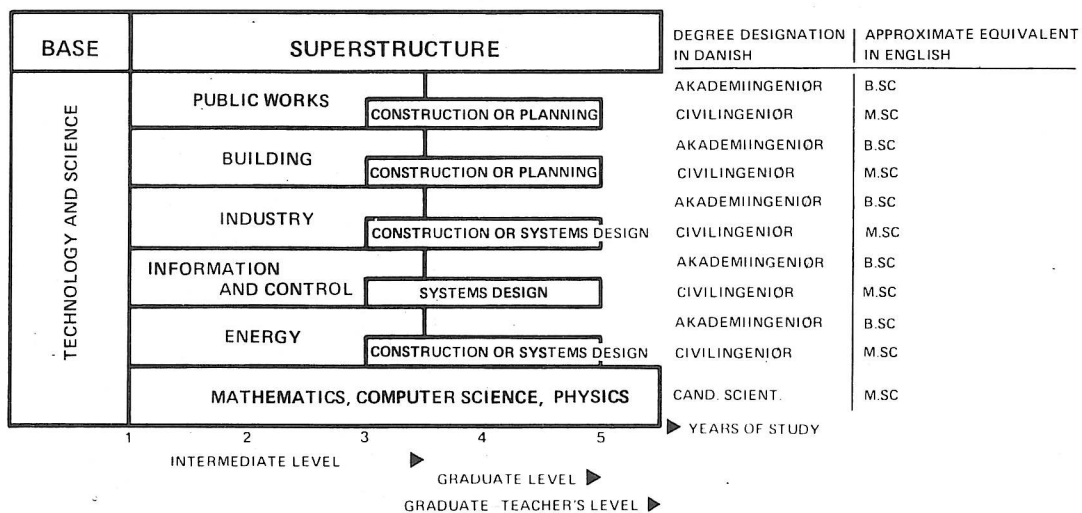 BASE
SUPERSTRUCTURE
DEGREE DESIGNATION
IN DANISH
APPROXIMATE EQUIVALENT
IN ENGLISH
TECHNOLOGY AND SCIENCE
PUBLIC WORKS
AKADEMIINGENIØR B.SC
CONSTRUCTION OR PLANNING
CIVILINGENIØR M.SC
BUILDING
AKADEMIINGENIØR B.SC
CONSTRUCTION OR PLANNING
CIVILINGENIØR M.SC
INDUSTRY
AKADEMIINGENIØR B.SC
CONSTRUCTION OR SYSTEMS DESIGN
CIVILINGENIØR M.SC
INFORMATION
AND CONTROL
AKADEMIINGENIØR B.SC
SYSTEMS DESIGN
CIVILINGENIØR M.SC
ENERGY
AKADEMIINGENIØR B.SC
CONSTRUCTION OR SYSTEMS DESIGN
CIVILINGENIØR M.SC
MATHEMATICS, COMPUTER SCIENCE, PHYSICS
CAND. SCIENT. M.SC
1 2 3 4 5
YEARS OF STUDY
INTERMEDIATE LEVEL
GRADUATE LEVEL
GRADUATE TEACHER'S LEVEL